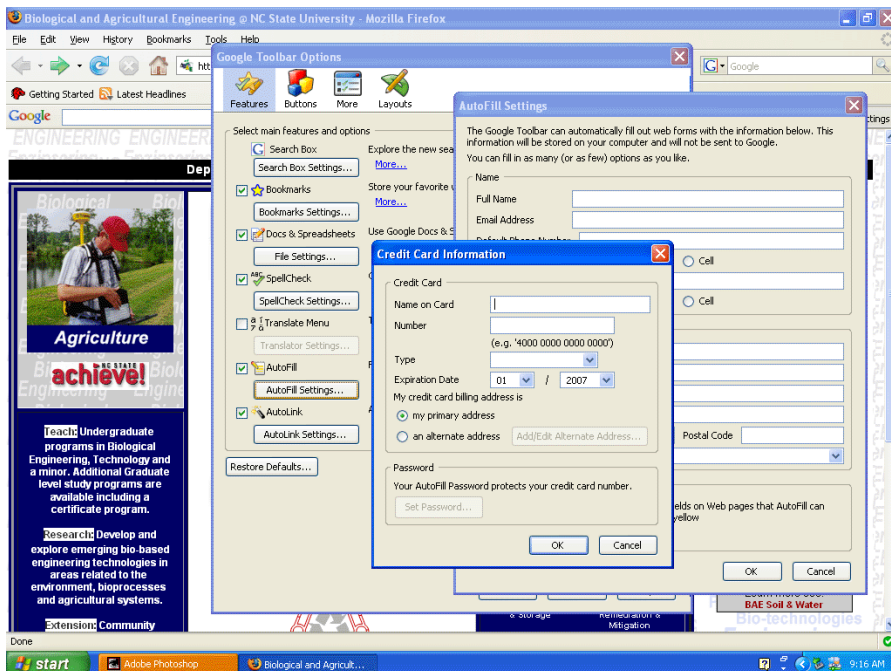 Biological and Agricultural Engineering @ NC State University - Mozilla Firefox
File Edit View History Bookmarks Tools Help
Google
Getting Started Latest Headlines
Google
ENGINEERING ENGINEER
Dep
Biological
Agriculture
NC STATE
achieve!
Teach: Undergraduate
programs in Biological
Engineering, Technology and
a minor. Additional Graduate
level study programs are
available including a
certificate program.
Research: Develop and
explore emerging bio-based
engineering technologies in
areas related to the
environment, bioprocesses
and agricultural systems.
Extension: Community
Google Toolbar Options
Features Buttons More Layouts
Select main features and options
Search Box
Explore the new sea
Search Box Settings...
More...
Bookmarks
Store your favorite
More...
Bookmarks Settings...
Docs & Spreadsheets
Use Google Docs & S
File Settings...
SpellCheck
SpellCheck Settings...
Translate Menu
Translator Settings...
AutoFill
AutoFill Settings...
AutoLink
AutoLink Settings...
Restore Defaults...
AutoFill Settings
The Google Toolbar can automatically fill out web forms with the information below. This
information will be stored on your computer and will not be sent to Google.
You can fill in as many (or as few) options as you like.
Name
Full Name
Email Address
Default Phone Number
Cell
Cell
Postal Code
elds on Web pages that AutoFill can
yellow
OK Cancel
Credit Card Information
Credit Card
Name on Card
Number
(e.g. '4000 0000 0000 0000')
Type
Expiration Date 01 / 2007
My credit card billing address is
my primary address
an alternate address Add/Edit Alternate Address...
Password
Your AutoFill Password protects your credit card number.
Set Password...
OK Cancel
BAE Soil & Water
Bio-technologies
& Storage
Remediation &
Mitigation
Done
start Adobe Photoshop Biological and Agricult... 9:16 AM